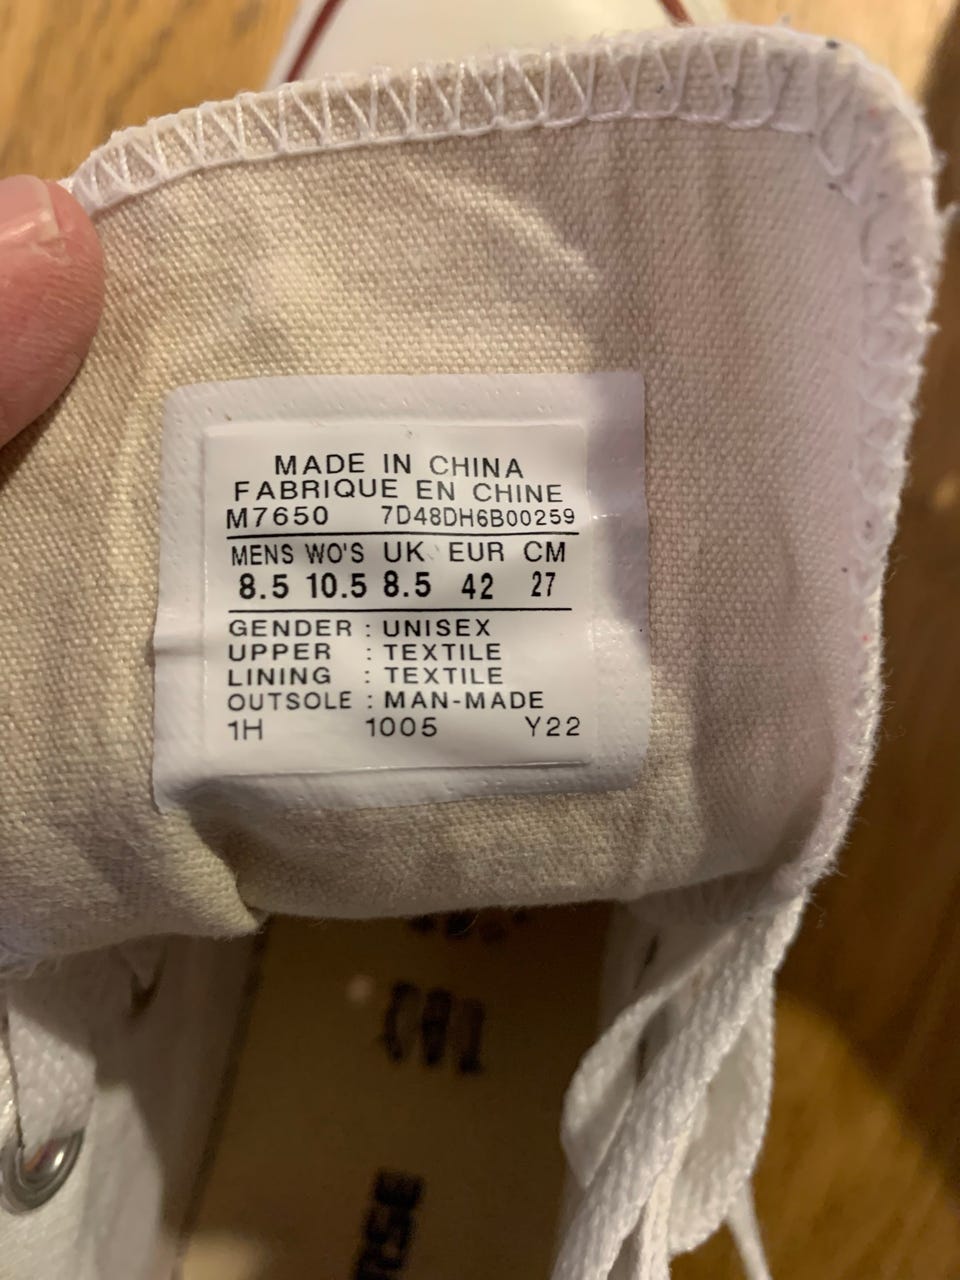 MADE IN CHINA
FABRIQUE EN CHINE
M7650 7D48DH6B00259
MENS WO'S UK EUR CM
8.5 10.5 8.5 42 27
GENDER : UNISEX
UPPER : TEXTILE
LINING : TEXTILE
OUTSOLE : MAN-MADE
1H 1005 Y22